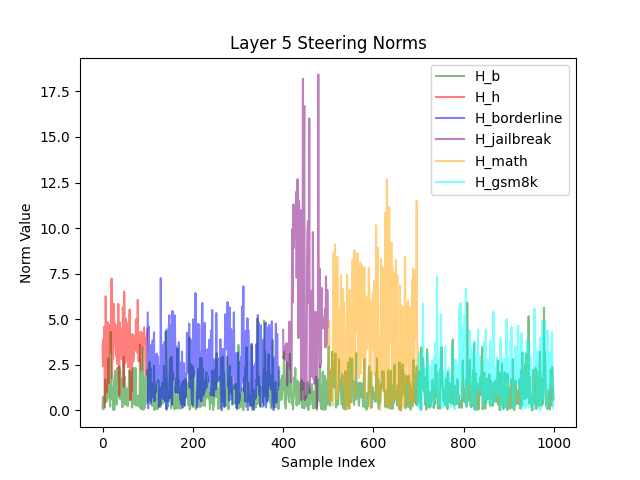 Layer 5 Steering Norms
H_b
H_h
H_borderline
H_jailbreak
H_math
H_gsm8k
17.5
15.0
12.5
10.0
7.5
5.0
2.5
0.0
Norm Value
0 200 400 600 800 1000
Sample Index